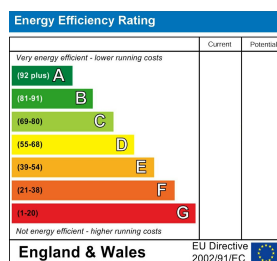 Energy Efficiency Rating
Current Potential
Very energy efficient - lower running costs
(92 plus) A
(81-91) B
(69-80) C
(55-68) D
(39-54) E
(21-38) F
(1-20) G
Not energy efficient - higher running costs
England & Wales
EU Directive
2002/91/EC